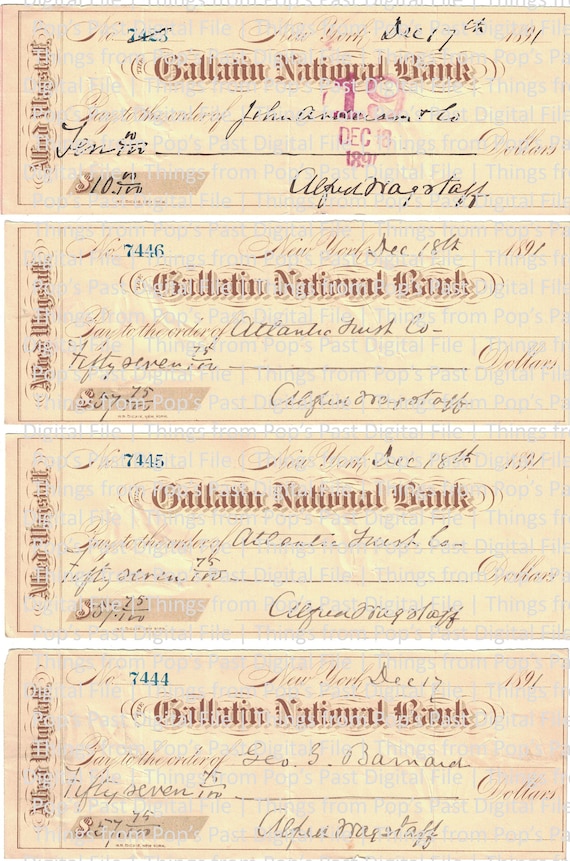 No. 7423 New York, Dec 17th 1891
THE Gallatin National Bank
Pay to the order of John & Co
Ten 00/100 Dollars
$10 00/100 Alfred Wagstaff
DEC 18
1891
Alfred Wagstaff.
No. 7446 New York, Dec 18th 1891
THE Gallatin National Bank
Pay to the order of Atlantic Trust Co
Fifty seven 75/100 Dollars
$57 75/100 Alfred Wagstaff
Alfred Wagstaff.
No. 7445 New York, Dec 18th 1891
THE Gallatin National Bank
Pay to the order of Atlantic Trust Co
Fifty seven 75/100 Dollars
$57 75/100 Alfred Wagstaff
Alfred Wagstaff.
No. 7444 New York, Dec 17 1891
THE Gallatin National Bank
Pay to the order of Geo. G. Barnard
Fifty seven 75/100 Dollars
$57 75/100 Alfred Wagstaff
Alfred Wagstaff.
Things from Pop's Past Digital File |